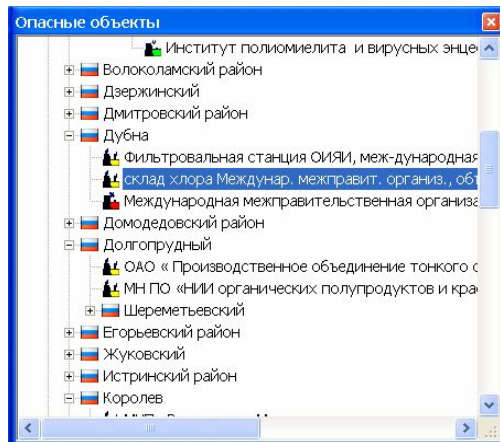 Опасные объекты
Институт полиомиелита и вирусных энце
Волоколамский район
Дзержинский
Дмитровский район
Дубна
Фильтровальная станция ОИЯИ, меж-дународная
склад хлора Междунар. межправит. организ., об
Международная межправительственная организа
Домодедовский район
Долгопрудный
ОАО « Производственное объединение тонкого с
МН ПО «НИИ органических полупродуктов и кра
Шереметьевский
Егорьевский район
Жуковский
Истринский район
Королев